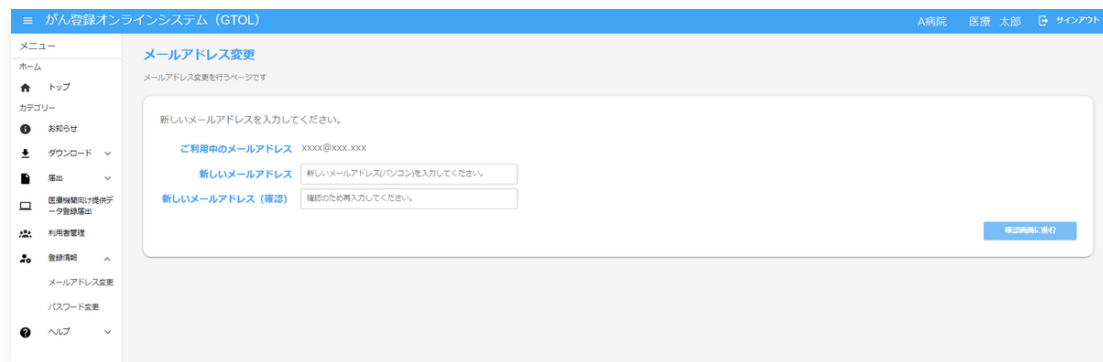 がん登録オンラインシステム（GTOL）
A病院 医療 太郎 サインアウト
メニュー
ホーム
トップ
カテゴリー
お知らせ
ダウンロード
届出
医療機関向け提供デ
ータ登録届出
利用者管理
登録情報
メールアドレス変更
パスワード変更
ヘルプ
メールアドレス変更
メールアドレス変更を行うページです
新しいメールアドレスを入力してください。
ご利用中のメールアドレス xxxx@xxx.xxx
新しいメールアドレス 新しいメールアドレス(パソコン)を入力してください。
新しいメールアドレス（確認） 確認のため再入力してください。
確認画面に進む